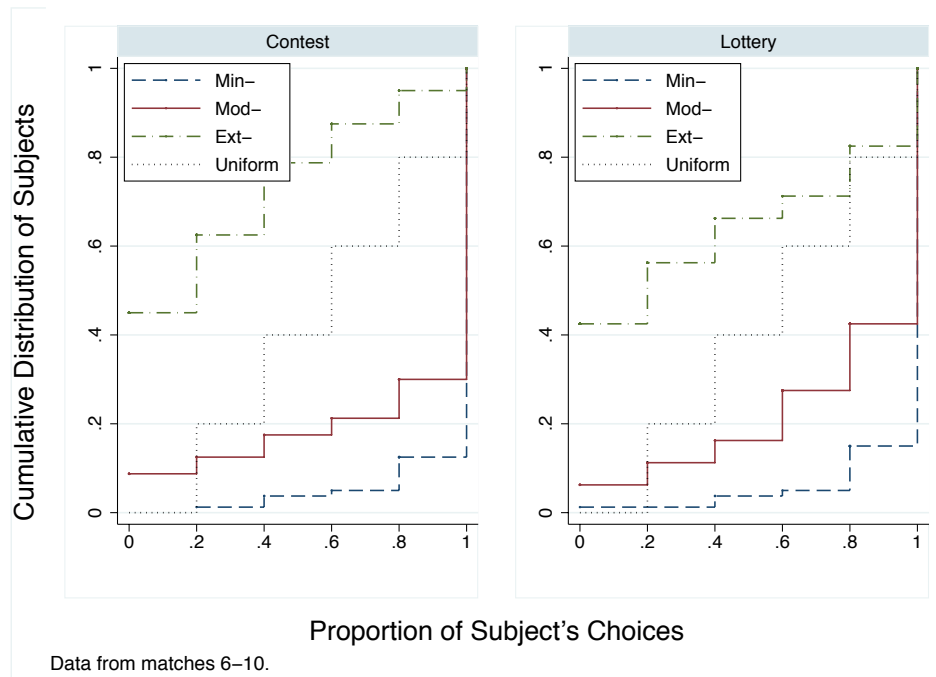 Cumulative Distribution of Subjects
Contest
Min−
Mod−
Ext−
Uniform
1
.8
.6
.4
.2
0
0 .2 .4 .6 .8 1
Lottery
Min−
Mod−
Ext−
Uniform
1
.8
.6
.4
.2
0
0 .2 .4 .6 .8 1
Proportion of Subject's Choices
Data from matches 6−10.